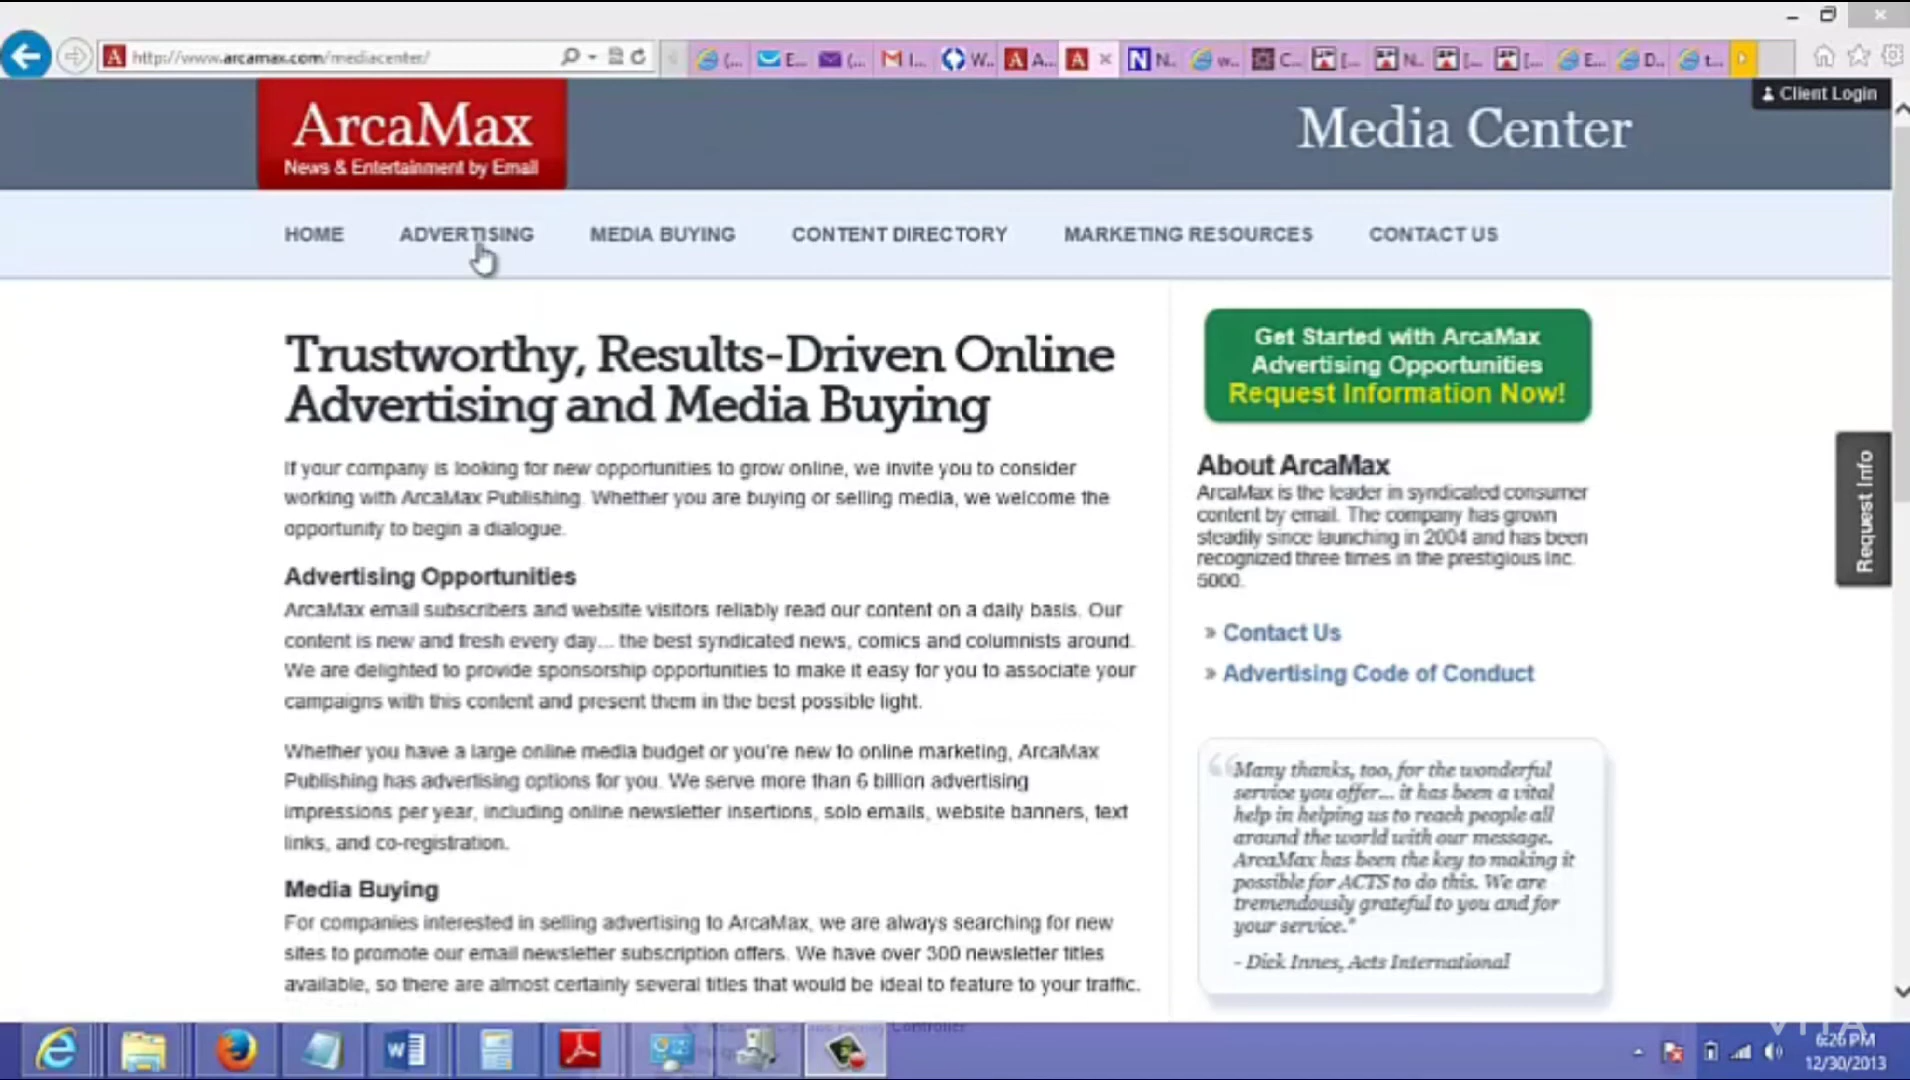 http://www.arcamax.com/mediacenter/
(...
E...
(...
I...
W...
A...
N...
w...
C...
[...
N...
[...
[...
E...
D...
t...
Client Login
ArcaMax
News & Entertainment by Email
Media Center
HOME
ADVERTISING
MEDIA BUYING
CONTENT DIRECTORY
MARKETING RESOURCES
CONTACT US
Trustworthy, Results-Driven Online
Advertising and Media Buying
If your company is looking for new opportunities to grow online, we invite you to consider
working with ArcaMax Publishing. Whether you are buying or selling media, we welcome the
opportunity to begin a dialogue.
Advertising Opportunities
ArcaMax email subscribers and website visitors reliably read our content on a daily basis. Our
content is new and fresh every day... the best syndicated news, comics and columnists around.
We are delighted to provide sponsorship opportunities to make it easy for you to associate your
campaigns with this content and present them in the best possible light.
Whether you have a large online media budget or you're new to online marketing, ArcaMax
Publishing has advertising options for you. We serve more than 6 billion advertising
impressions per year, including online newsletter insertions, solo emails, website banners, text
links, and co-registration.
Media Buying
For companies interested in selling advertising to ArcaMax, we are always searching for new
sites to promote our email newsletter subscription offers. We have over 300 newsletter titles
available, so there are almost certainly several titles that would be ideal to feature to your traffic.
Get Started with ArcaMax
Advertising Opportunities
Request Information Now!
About ArcaMax
ArcaMax is the leader in syndicated consumer
content by email. The company has grown
steadily since launching in 2004 and has been
recognized three times in the prestigious Inc.
5000.
» Contact Us
» Advertising Code of Conduct
Request Info
“Many thanks, too, for the wonderful
service you offer... it has been a vital
help in helping us to reach people all
around the world with our message.
ArcaMax has been the key to making it
possible for ACTS to do this. We are
tremendously grateful to you and for
your service."
- Dick Innes, Acts International
Controller
VITA
6:26 PM
12/30/2013